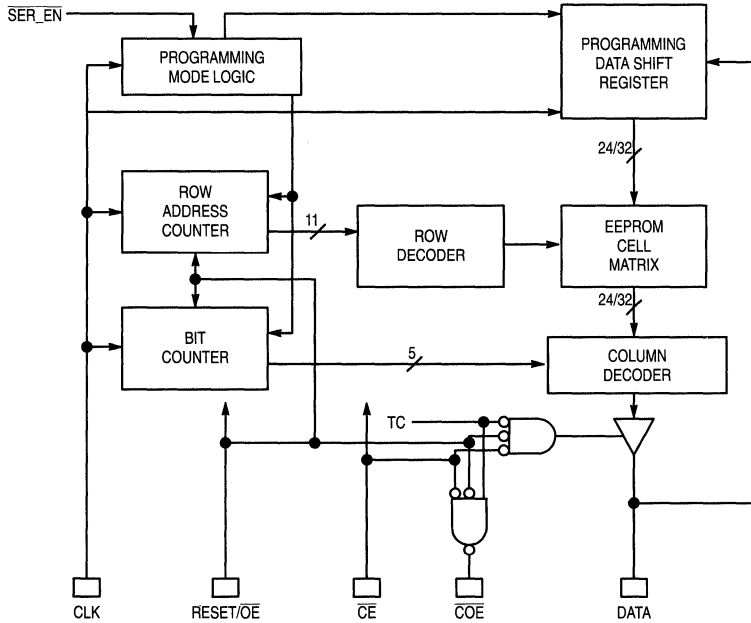 SER_EN
PROGRAMMING
MODE LOGIC
PROGRAMMING
DATA SHIFT
REGISTER
24/32
ROW
ADDRESS
COUNTER
11
ROW
DECODER
EEPROM
CELL
MATRIX
24/32
BIT
COUNTER
5
COLUMN
DECODER
TC
CLK
RESET/OE
CE
COE
DATA